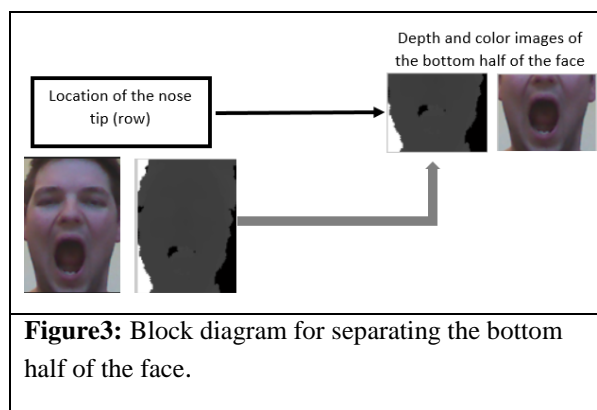 Depth and color images of
the bottom half of the face
Location of the nose
tip (row)
Figure3: Block diagram for separating the bottom
half of the face.